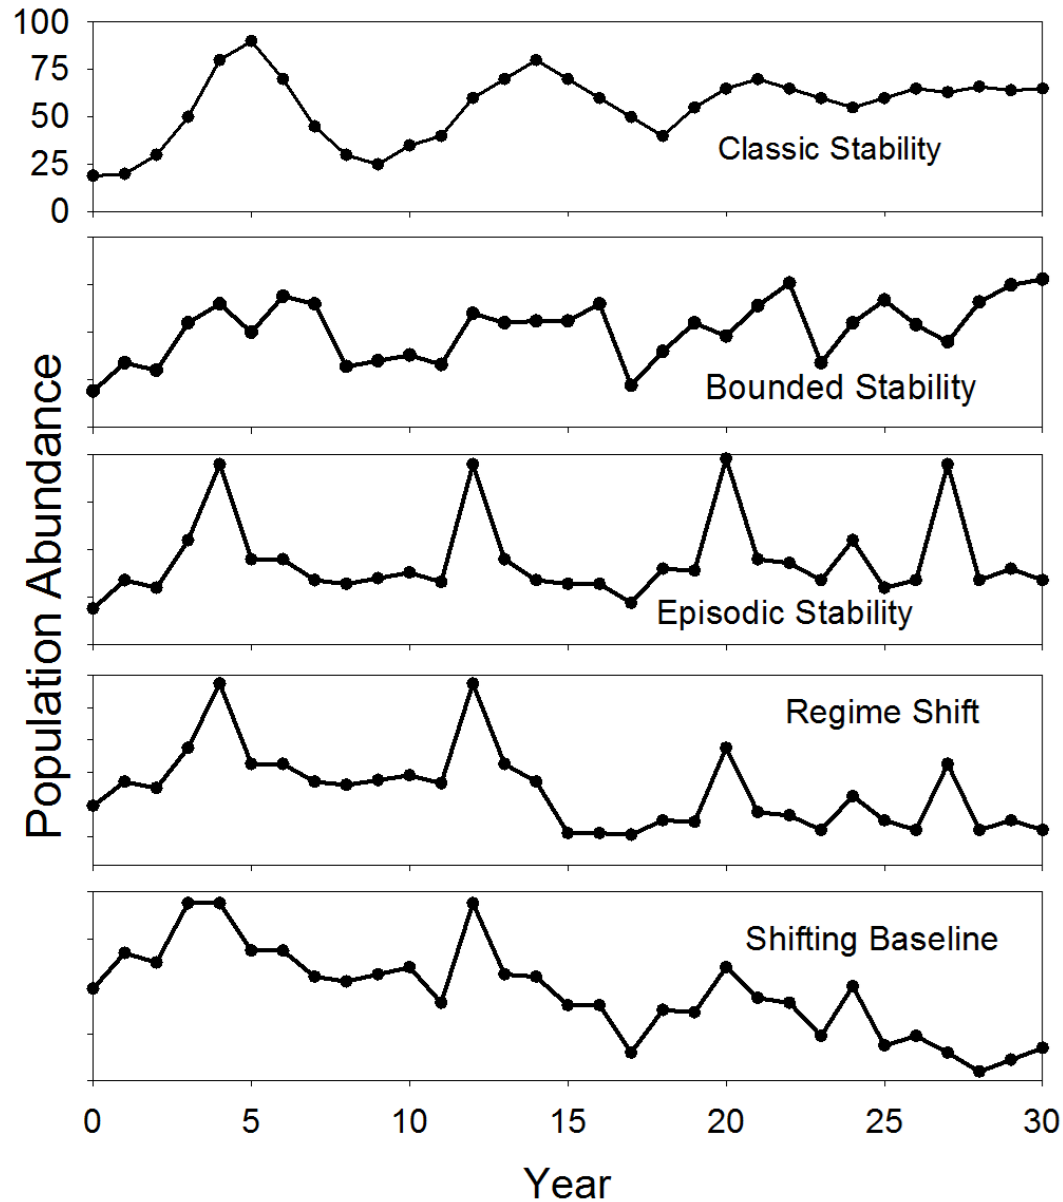 100
75
50
25
0
Classic Stability
Bounded Stability
Episodic Stability
Regime Shift
Shifting Baseline
Population Abundance
0 5 10 15 20 25 30
Year